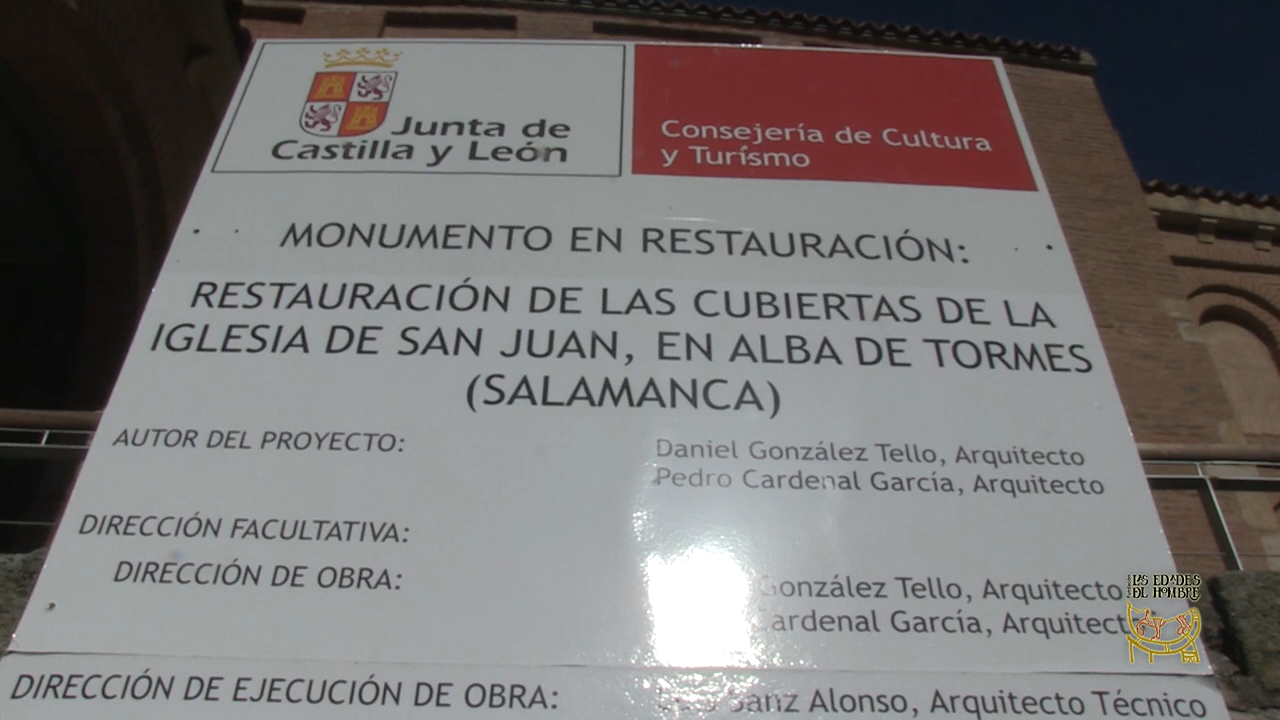 Junta de
Castilla y León
Consejería de Cultura
y Turísmo
MONUMENTO EN RESTAURACIÓN:
RESTAURACIÓN DE LAS CUBIERTAS DE LA
IGLESIA DE SAN JUAN, EN ALBA DE TORMES
(SALAMANCA)
AUTOR DEL PROYECTO:
Daniel González Tello, Arquitecto
Pedro Cardenal García, Arquitecto
DIRECCIÓN FACULTATIVA:
DIRECCIÓN DE OBRA:
González Tello, Arquitecto
García,
DIRECCIÓN DE EJECUCIÓN DE OBRA:
Sanz Alonso, Arquitecto Técnico
LAS EDADES
DEL HOMBRE